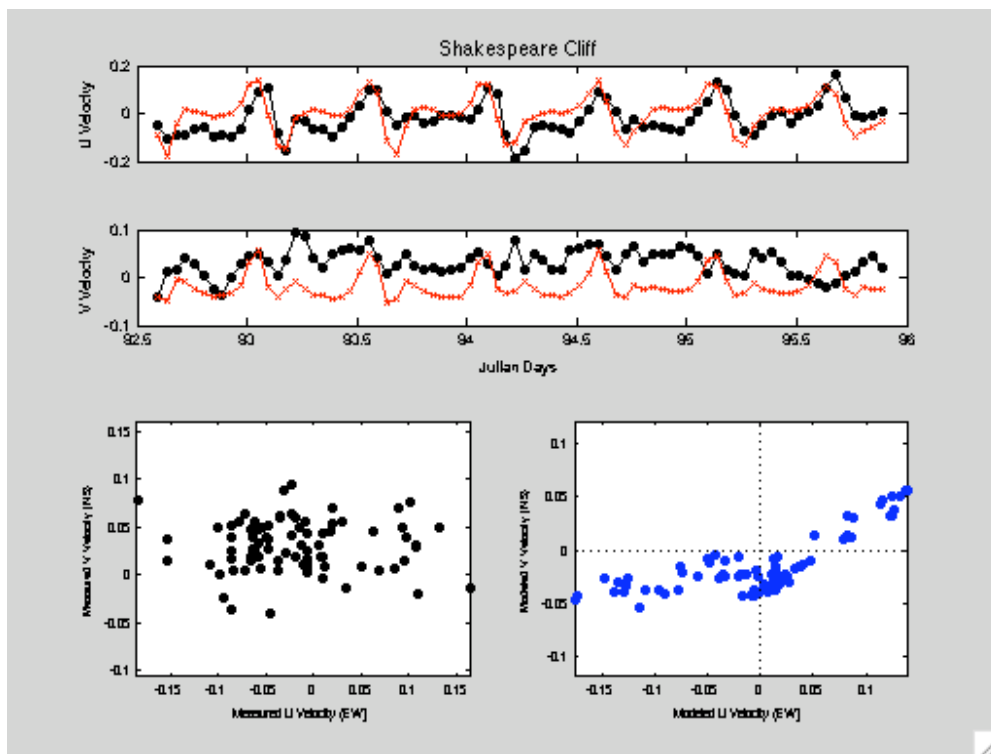 Shakespeare Cliff
0.2
0
-0.2
U Velocity
0.1
0
-0.1
V Velocity
92.5 93 93.5 94 94.5 95 95.5 96
Julian Days
0.15
0.1
0.05
0
-0.05
-0.1
Measured V Velocity (NS)
-0.15 -0.1 -0.05 0 0.05 0.1 0.15
Measured U Velocity (EW)
0.1
0.05
0
-0.05
-0.1
Modeled V Velocity (NS)
-0.15 -0.1 -0.05 0 0.05 0.1
Modeled U Velocity (EW)